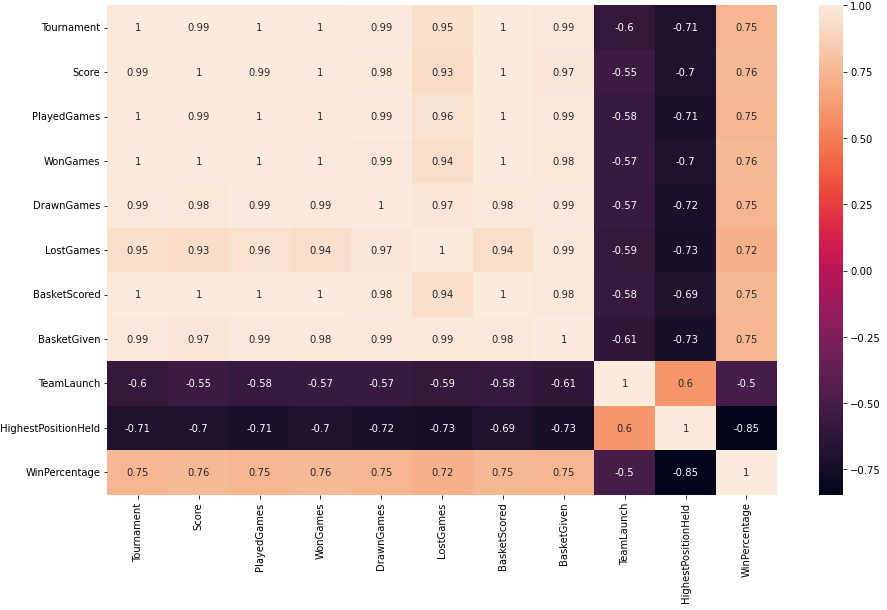 Tournament 1 0.99 1 1 0.99 0.95 1 0.99 -0.6 -0.71 0.75
Score 0.99 1 0.99 1 0.98 0.93 1 0.97 -0.55 -0.7 0.76
PlayedGames 1 0.99 1 1 0.99 0.96 1 0.99 -0.58 -0.71 0.75
WonGames 1 1 1 1 0.99 0.94 1 0.98 -0.57 -0.7 0.76
DrawnGames 0.99 0.98 0.99 0.99 1 0.97 0.98 0.99 -0.57 -0.72 0.75
LostGames 0.95 0.93 0.96 0.94 0.97 1 0.94 0.99 -0.59 -0.73 0.72
BasketScored 1 1 1 1 0.98 0.94 1 0.98 -0.58 -0.69 0.75
BasketGiven 0.99 0.97 0.99 0.98 0.99 0.99 0.98 1 -0.61 -0.73 0.75
TeamLaunch -0.6 -0.55 -0.58 -0.57 -0.57 -0.59 -0.58 -0.61 1 0.6 -0.5
HighestPositionHeld -0.71 -0.7 -0.71 -0.7 -0.72 -0.73 -0.69 -0.73 0.6 1 -0.85
WinPercentage 0.75 0.76 0.75 0.76 0.75 0.72 0.75 0.75 -0.5 -0.85 1
Tournament
Score
PlayedGames
WonGames
DrawnGames
LostGames
BasketScored
BasketGiven
TeamLaunch
HighestPositionHeld
WinPercentage
1.00
0.75
0.50
0.25
0.00
−0.25
−0.50
−0.75